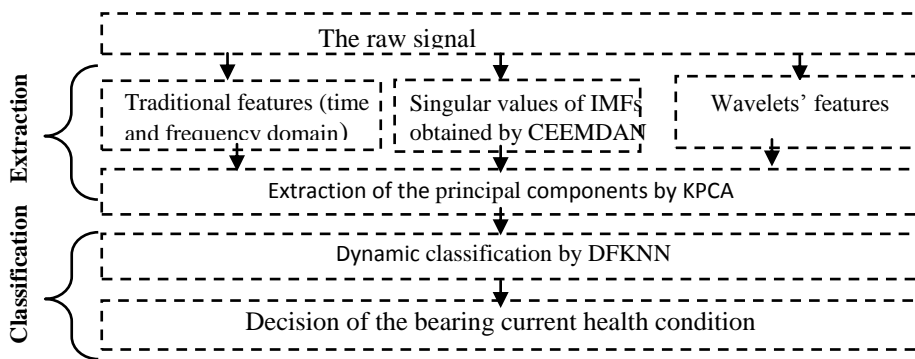 The raw signal
Extraction
Traditional features (time
and frequency domain)
Singular values of IMFs
obtained by CEEMDAN
Wavelets' features
Extraction of the principal components by KPCA
Classification
Dynamic classification by DFKNN
Decision of the bearing current health condition